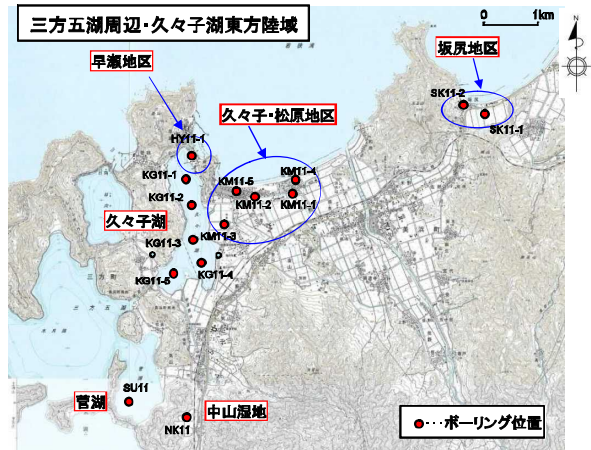 三方五湖周辺・久々子湖東方陸域
0 1km
N
早瀬地区
坂尻地区
SK11-2
SK11-1
久々子・松原地区
HY11-1
KG11-1
KM11-4
KM11-5
KM11-2
KM11-1
KG11-2
久々子湖
KM11-3
KG11-3
KG11-4
KG11-5
三方町
三方五湖
菅湖
SU11
中山湿地
NK11
●・・・ボーリング位置